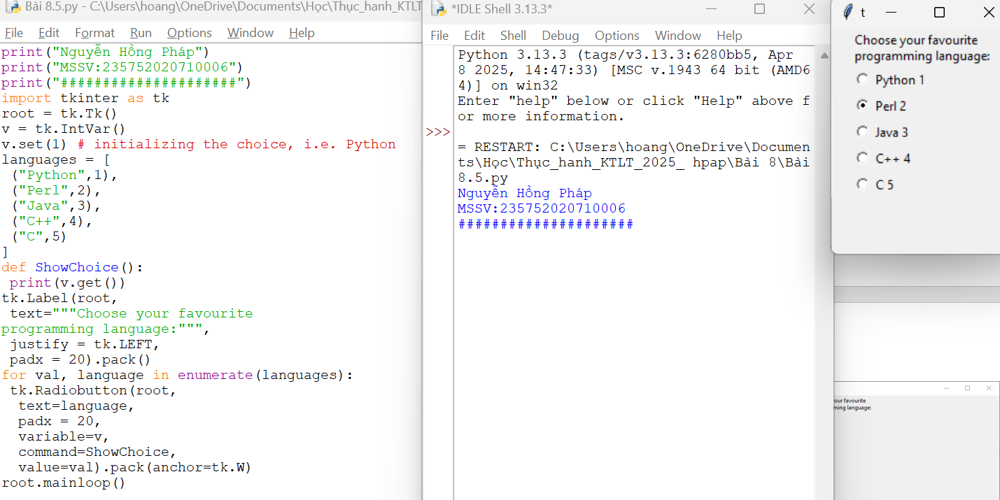 Bài 8.5.py - C:\Users\hoang\OneDrive\Documents\Học\Thực_hanh_KTLT
File Edit Format Run Options Window Help
print("Nguyễn Hồng Pháp")
print("MSSV:235752020710006")
print("#####################")
import tkinter as tk
root = tk.Tk()
v = tk.IntVar()
v.set(1) # initializing the choice, i.e. Python
languages = [
 ("Python",1),
 ("Perl",2),
 ("Java",3),
 ("C++",4),
 ("C",5)
]
def ShowChoice():
 print(v.get())
tk.Label(root,
 text="""Choose your favourite
programming language:""",
 justify = tk.LEFT,
 padx = 20).pack()
for val, language in enumerate(languages):
 tk.Radiobutton(root,
  text=language,
  padx = 20,
  variable=v,
  command=ShowChoice,
  value=val).pack(anchor=tk.W)
root.mainloop()
*IDLE Shell 3.13.3*
File Edit Shell Debug Options Window Help
Python 3.13.3 (tags/v3.13.3:6280bb5, Apr
8 2025, 14:47:33) [MSC v.1943 64 bit (AMD6
4)] on win32
Enter "help" below or click "Help" above f
or more information.
>>>
= RESTART: C:\Users\hoang\OneDrive\Documen
ts\Học\Thực_hanh_KTLT_2025_ hpap\Bài 8\Bài
8.5.py
Nguyễn Hồng Pháp
MSSV:235752020710006
#####################
t
Choose your favourite
programming language:
Python 1
Perl 2
Java 3
C++ 4
C 5
our favourite
ming language: